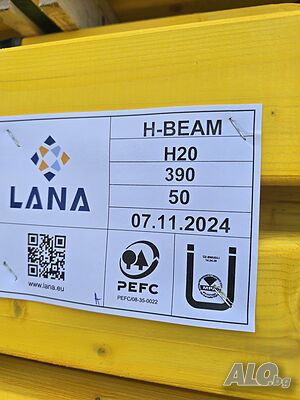 LANA
www.lana.eu
H-BEAM
H20
390
50
07.11.2024
PEFC
PEFC/08-35-0022
ALO.bg